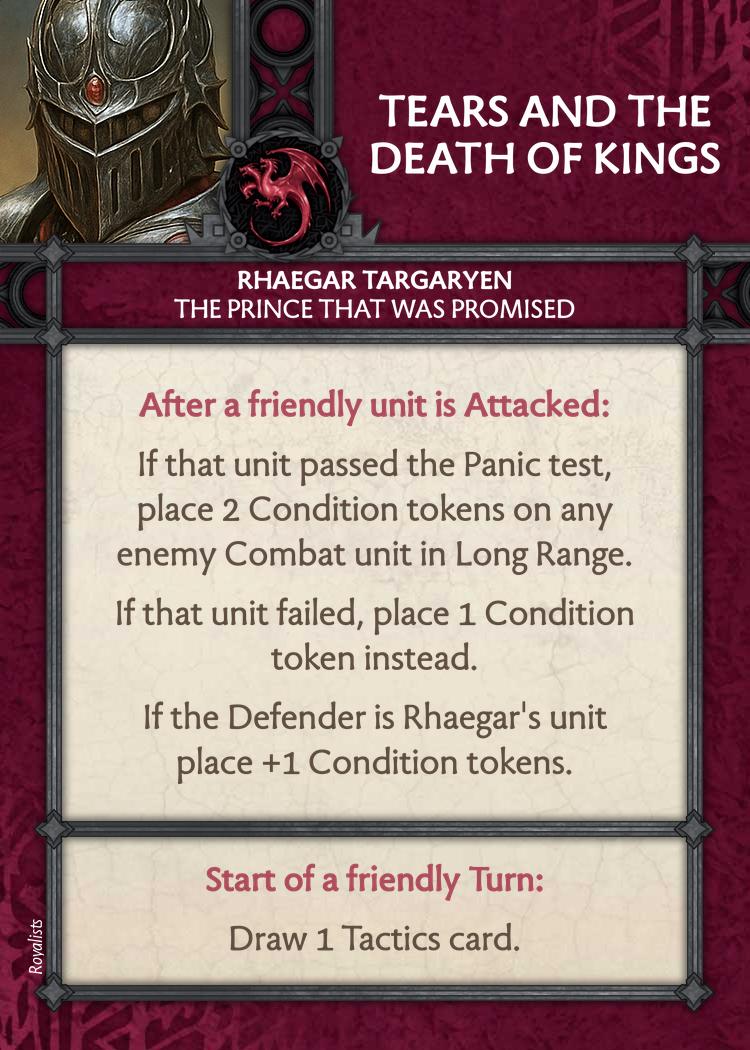 TEARS AND THE
DEATH OF KINGS
RHAEGAR TARGARYEN
THE PRINCE THAT WAS PROMISED
After a friendly unit is Attacked:
If that unit passed the Panic test,
place 2 Condition tokens on any
enemy Combat unit in Long Range.
If that unit failed, place 1 Condition
token instead.
If the Defender is Rhaegar's unit
place +1 Condition tokens.
Start of a friendly Turn:
Draw 1 Tactics card.
Royalists